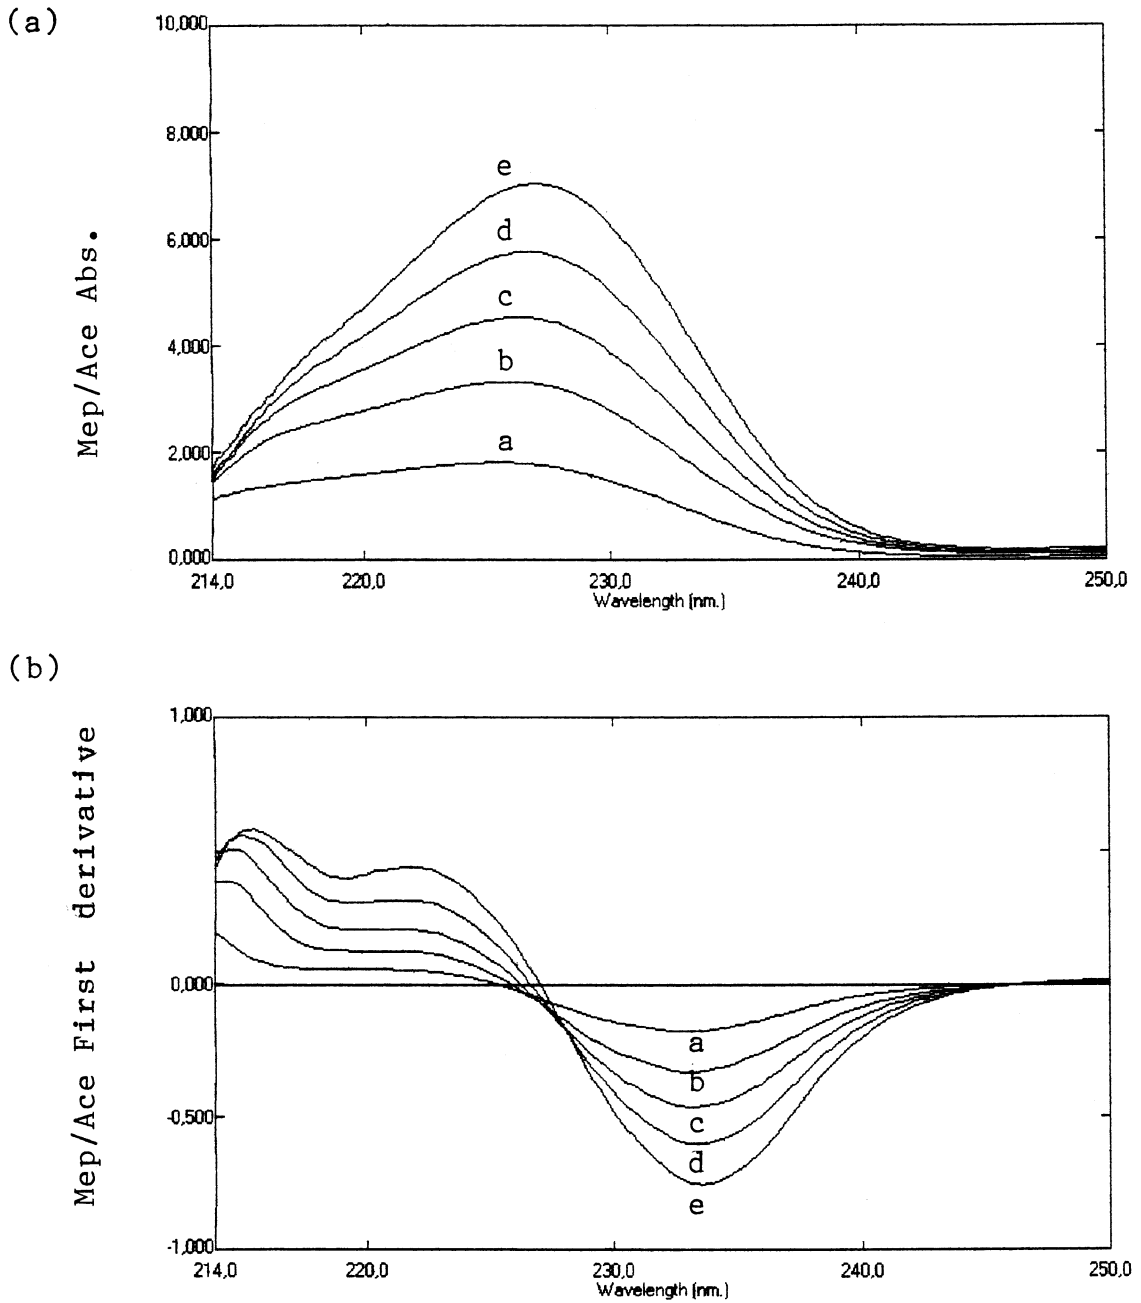 (a)
10,000
8,000
6,000
4,000
2,000
0,000
Mep/Ace Abs.
e
d
c
b
a
214,0 220,0 230,0 240,0 250,0
Wavelength (nm.)
(b)
1,000
0,000
-0,500
-1,000
Mep/Ace First derivative
a
b
c
d
e
214,0 220,0 230,0 240,0 250,0
Wavelength (nm.)